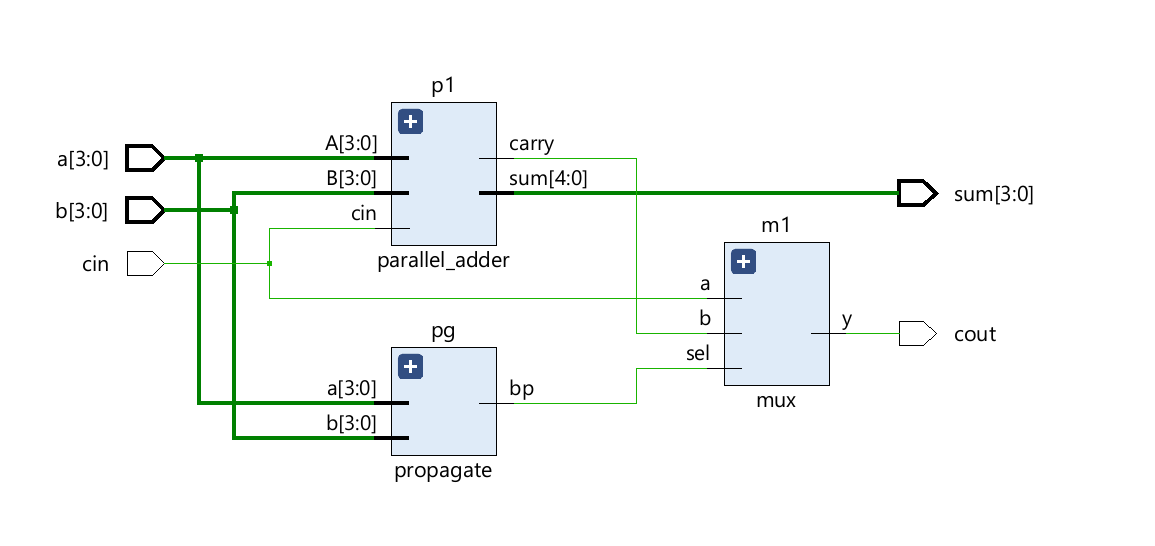 p1
A[3:0]
B[3:0]
cin
carry
sum[4:0]
parallel_adder
a[3:0]
b[3:0]
cin
sum[3:0]
m1
a
b
sel
y
mux
cout
pg
a[3:0]
b[3:0]
bp
propagate